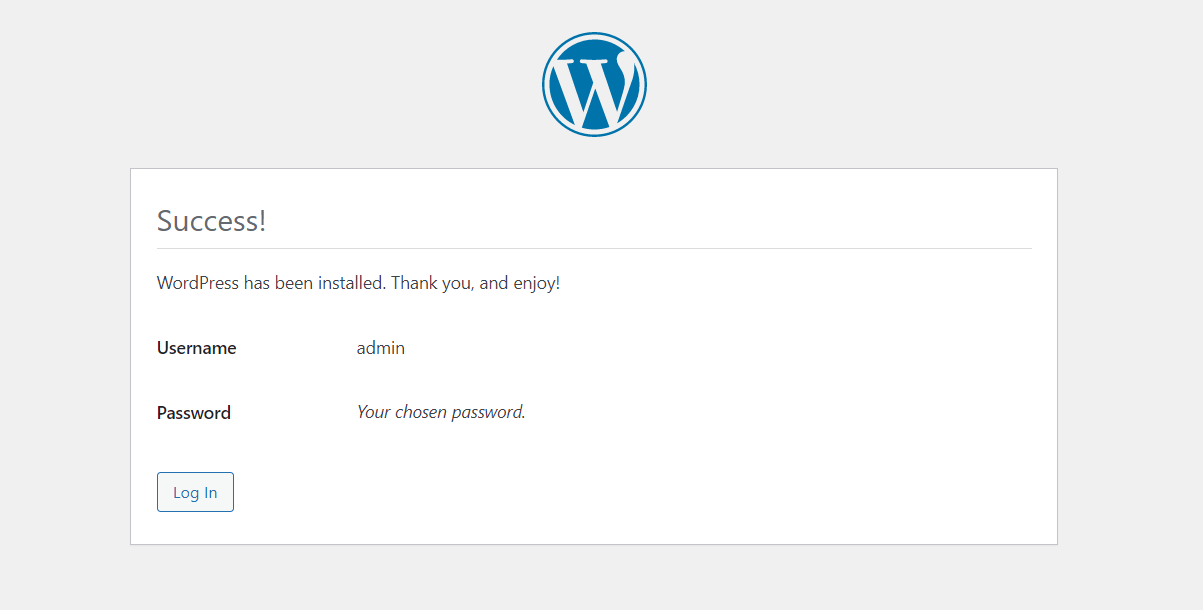 Success!
WordPress has been installed. Thank you, and enjoy!
Username admin
Password Your chosen password.
Log In